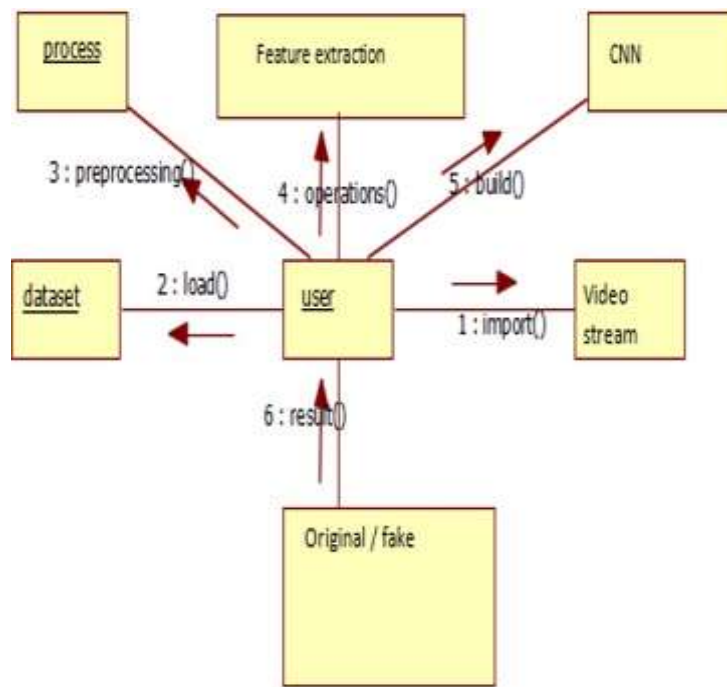 process
Feature extraction
CNN
3 : preprocessing()
4 : operations()
5 : build()
dataset
2 : load()
user
1 : import()
Video
stream
6 : result()
Original / fake